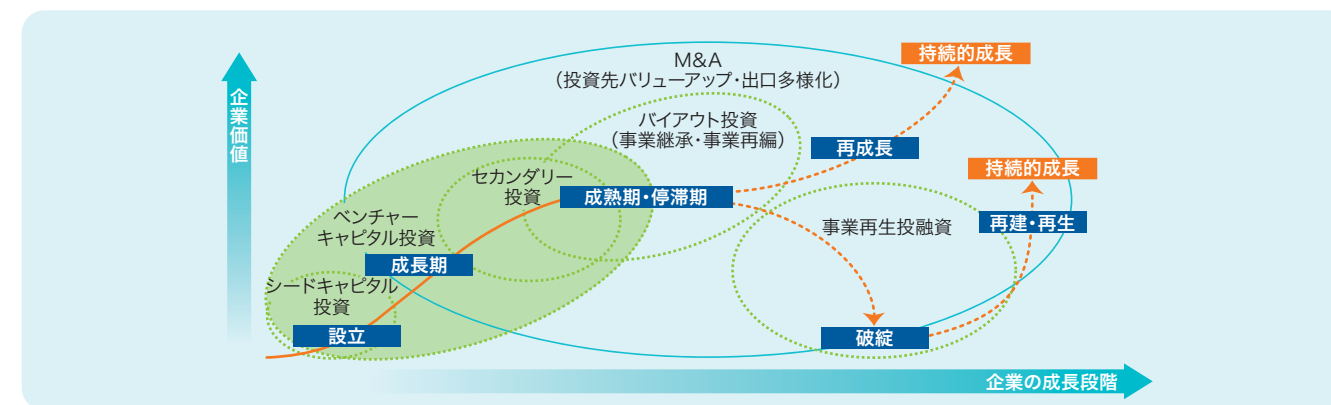 企業価値
M&A
(投資先バリューアップ・出口多様化)
バイアウト投資
(事業継承・事業再編)
持続的成長
再成長
持続的成長
セカンダリー
投資
成熟期・停滞期
ベンチャー
キャピタル投資
成長期
事業再生投融資
再建・再生
シードキャピタル
投資
設立
破綻
企業の成長段階